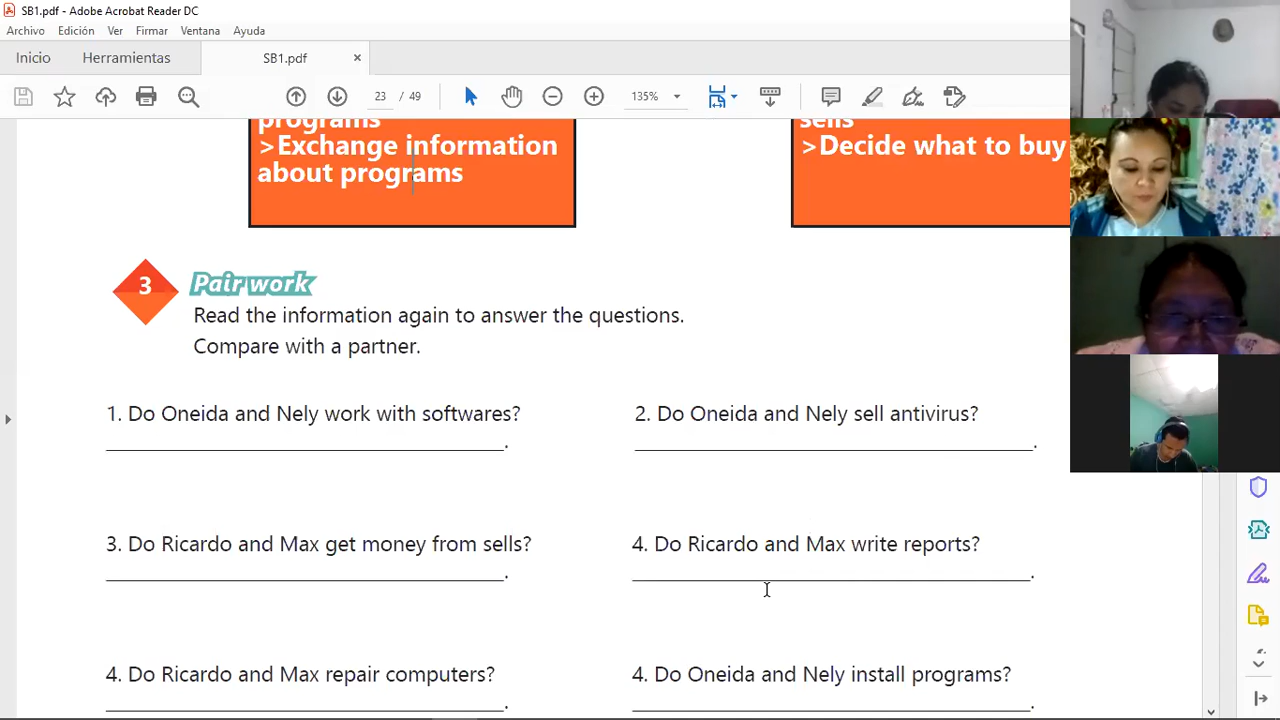 SB1.pdf - Adobe Acrobat Reader DC
Archivo Edición Ver Firmar Ventana Ayuda
Inicio Herramientas SB1.pdf ×
23 / 49 135%
programs
>Exchange information
about programs
sells
>Decide what to buy
3 Pair work
Read the information again to answer the questions.
Compare with a partner.
1. Do Oneida and Nely work with softwares?
2. Do Oneida and Nely sell antivirus?
3. Do Ricardo and Max get money from sells?
4. Do Ricardo and Max write reports?
4. Do Ricardo and Max repair computers?
4. Do Oneida and Nely install programs?